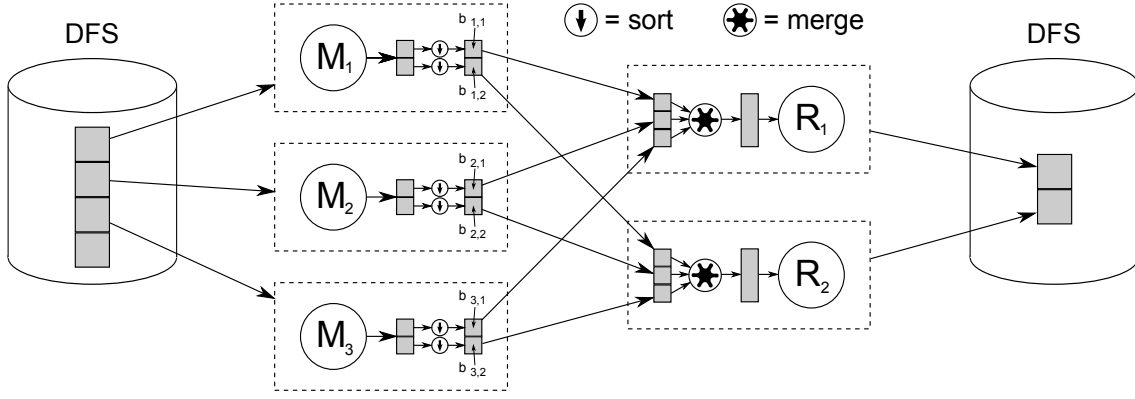 DFS
= sort
= merge
DFS
M1
b 1,1
b 1,2
M2
b 2,1
b 2,2
M3
b 3,1
b 3,2
R1
R2